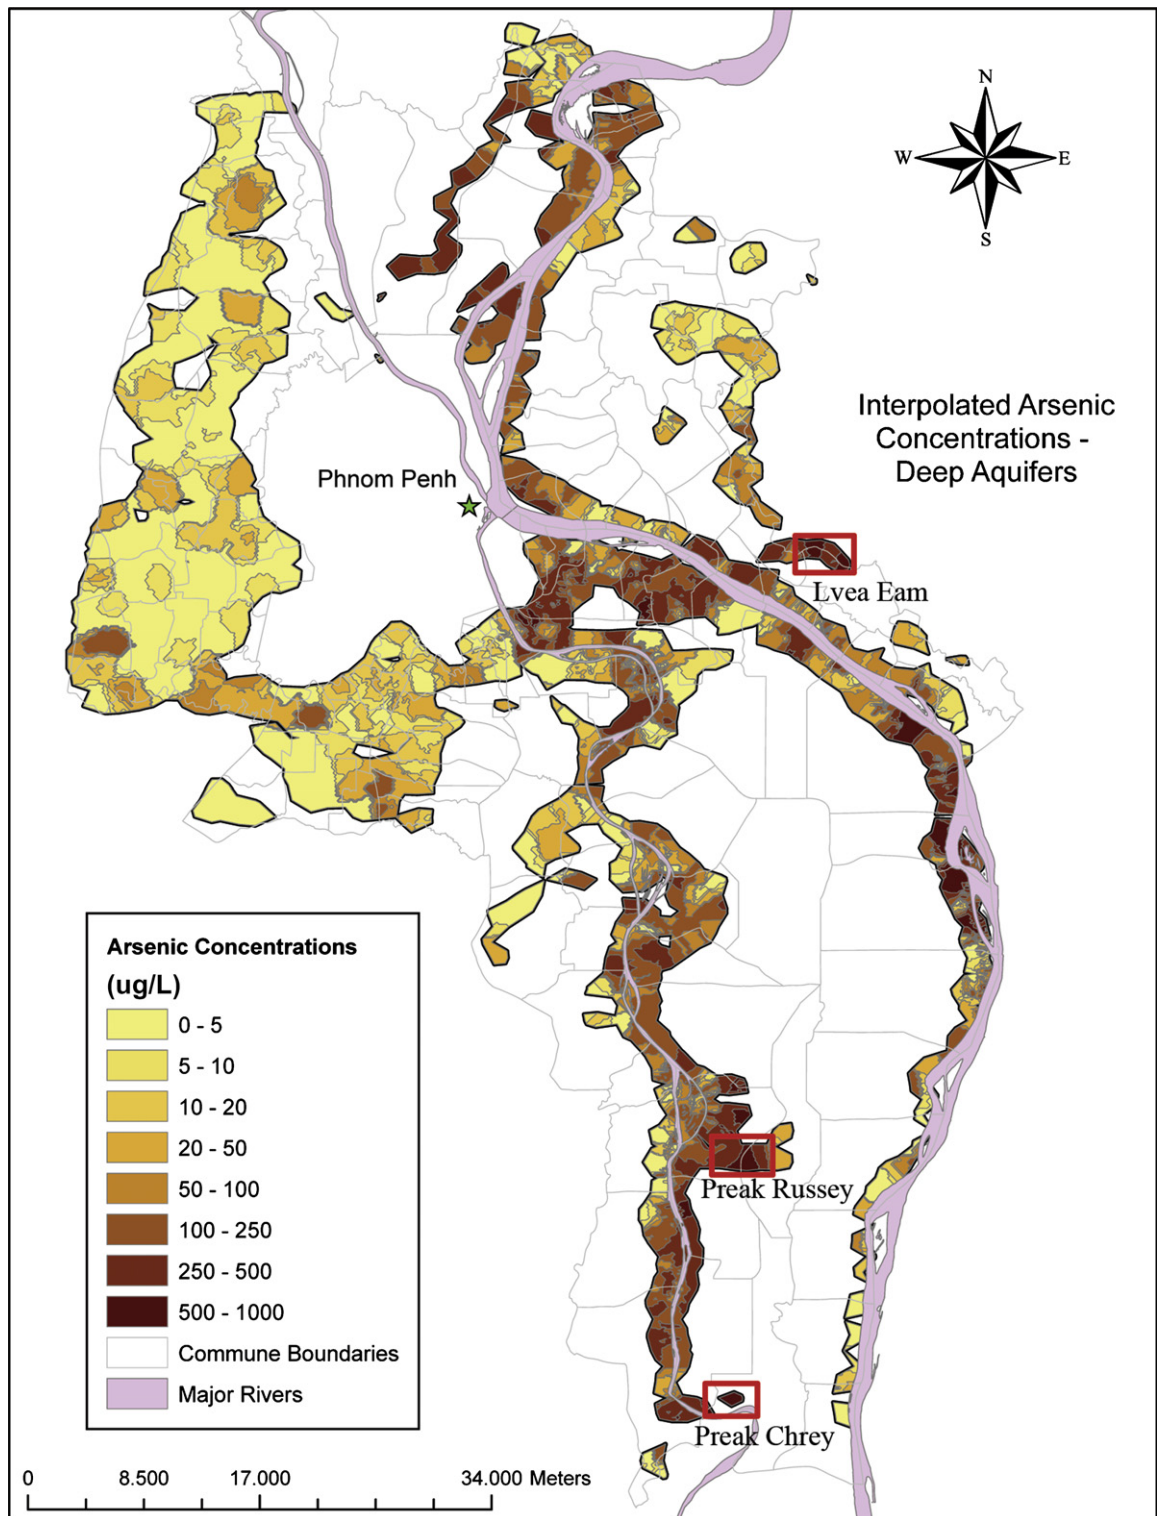 N
W E
S
Interpolated Arsenic
Concentrations -
Deep Aquifers
Phnom Penh
Lvea Eam
Arsenic Concentrations
(ug/L)
0 - 5
5 - 10
10 - 20
20 - 50
50 - 100
100 - 250
250 - 500
500 - 1000
Commune Boundaries
Major Rivers
Preak Russey
Preak Chrey
0 8.500 17.000 34.000 Meters